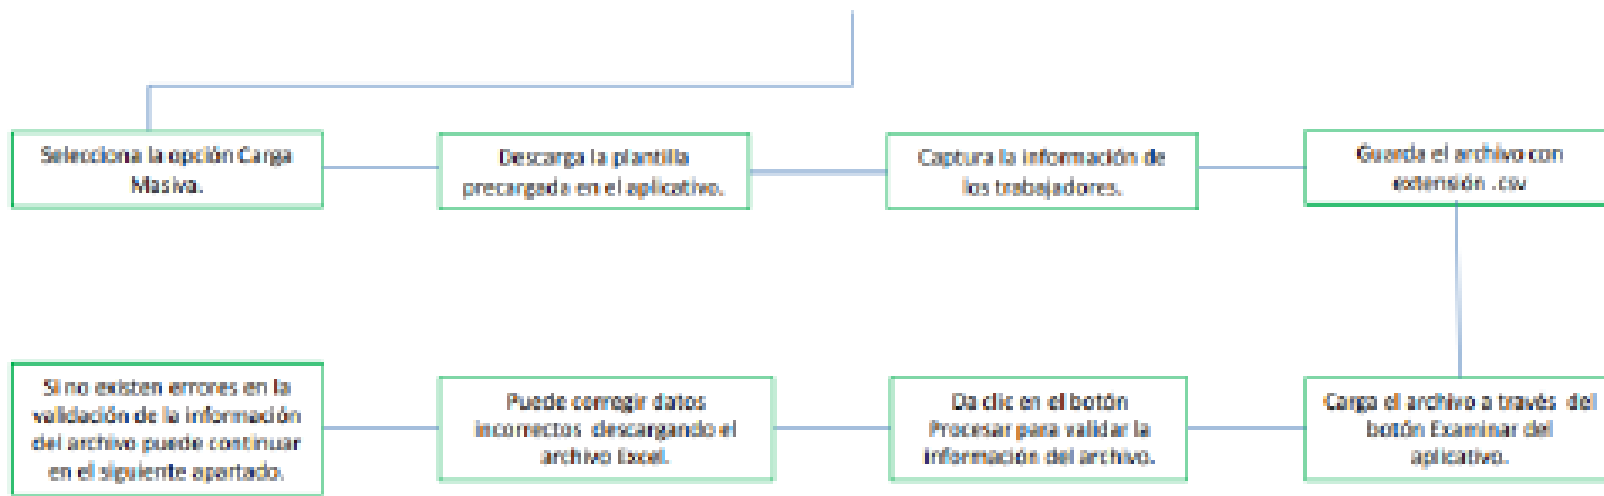 Selecciona la opción Carga
Masiva.
Descarga la plantilla
precargada en el aplicativo.
Captura la información de
los trabajadores.
Guarda el archivo con
extensión .csv
Si no existen errores en la
validación de la información
del archivo puede continuar
en el siguiente apartado.
Puede corregir datos
incorrectos descargando el
archivo Excel.
Da clic en el botón
Procesar para validar la
información del archivo.
Carga el archivo a través del
botón Examinar del
aplicativo.